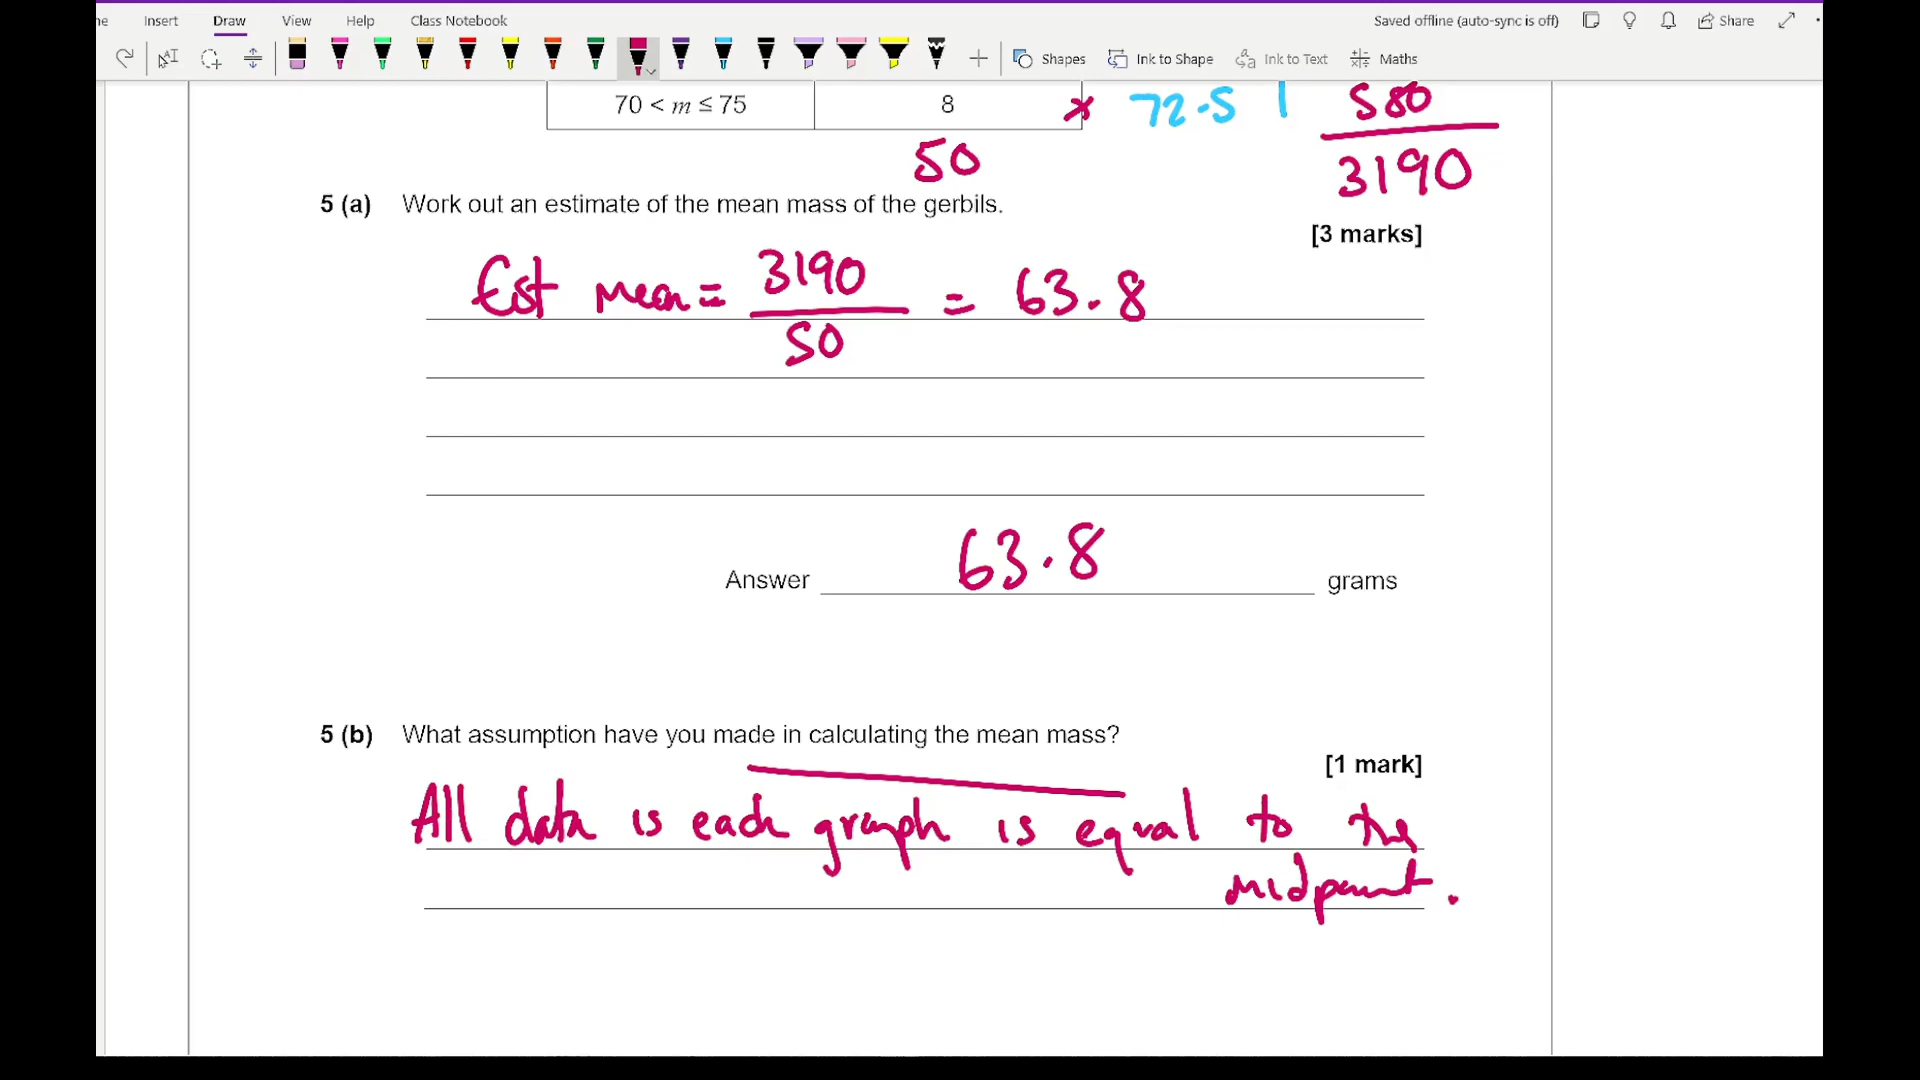 Insert Draw View Help Class Notebook Saved offline (auto-sync is off) Share
Shapes Ink to Shape Ink to Text Maths
70 < m ≤ 75 8 × 72.5 580
50 3190
5 (a) Work out an estimate of the mean mass of the gerbils.
[3 marks]
Est mean = 3190/50 = 63.8
63.8
Answer grams
5 (b) What assumption have you made in calculating the mean mass?
[1 mark]
All data is each graph is equal to the
midpoint.